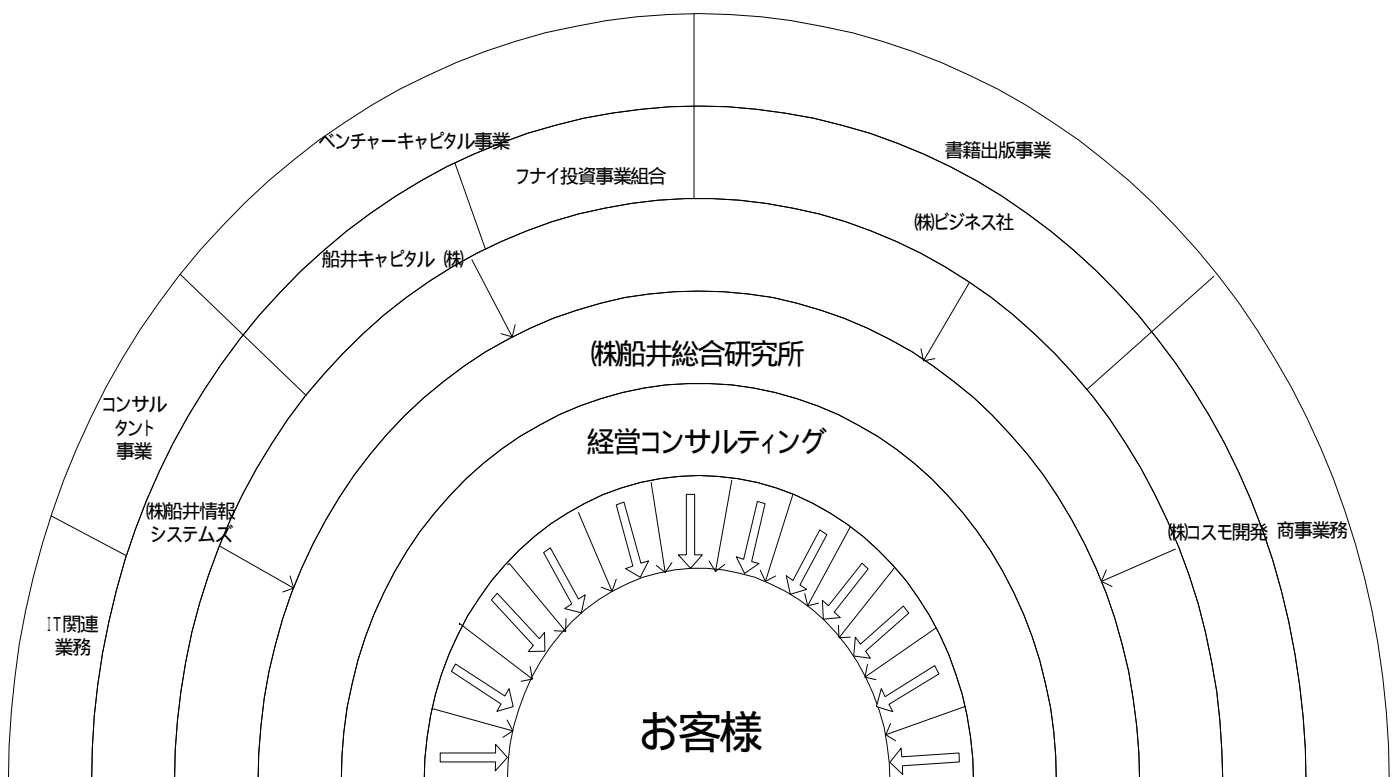 ベンチャーキャピタル事業
書籍出版事業
フナイ投資事業組合
㈱ビジネス社
船井キャピタル ㈱
㈱船井総合研究所
コンサル
タント
事業
経営コンサルティング
㈱船井情報
システムズ
㈱コスモ開発
商事業務
IT関連
業務
お客様